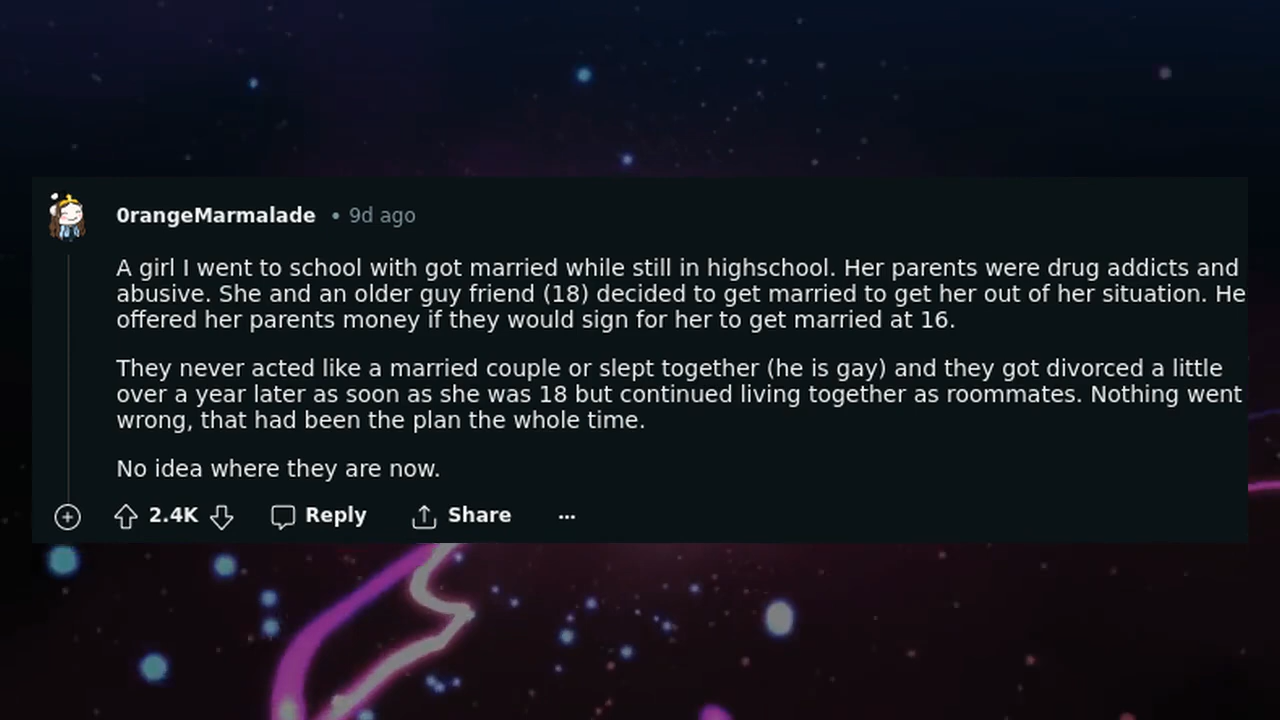 0rangeMarmalade • 9d ago
A girl I went to school with got married while still in highschool. Her parents were drug addicts and
abusive. She and an older guy friend (18) decided to get married to get her out of her situation. He
offered her parents money if they would sign for her to get married at 16.
They never acted like a married couple or slept together (he is gay) and they got divorced a little
over a year later as soon as she was 18 but continued living together as roommates. Nothing went
wrong, that had been the plan the whole time.
No idea where they are now.
2.4K Reply Share ...